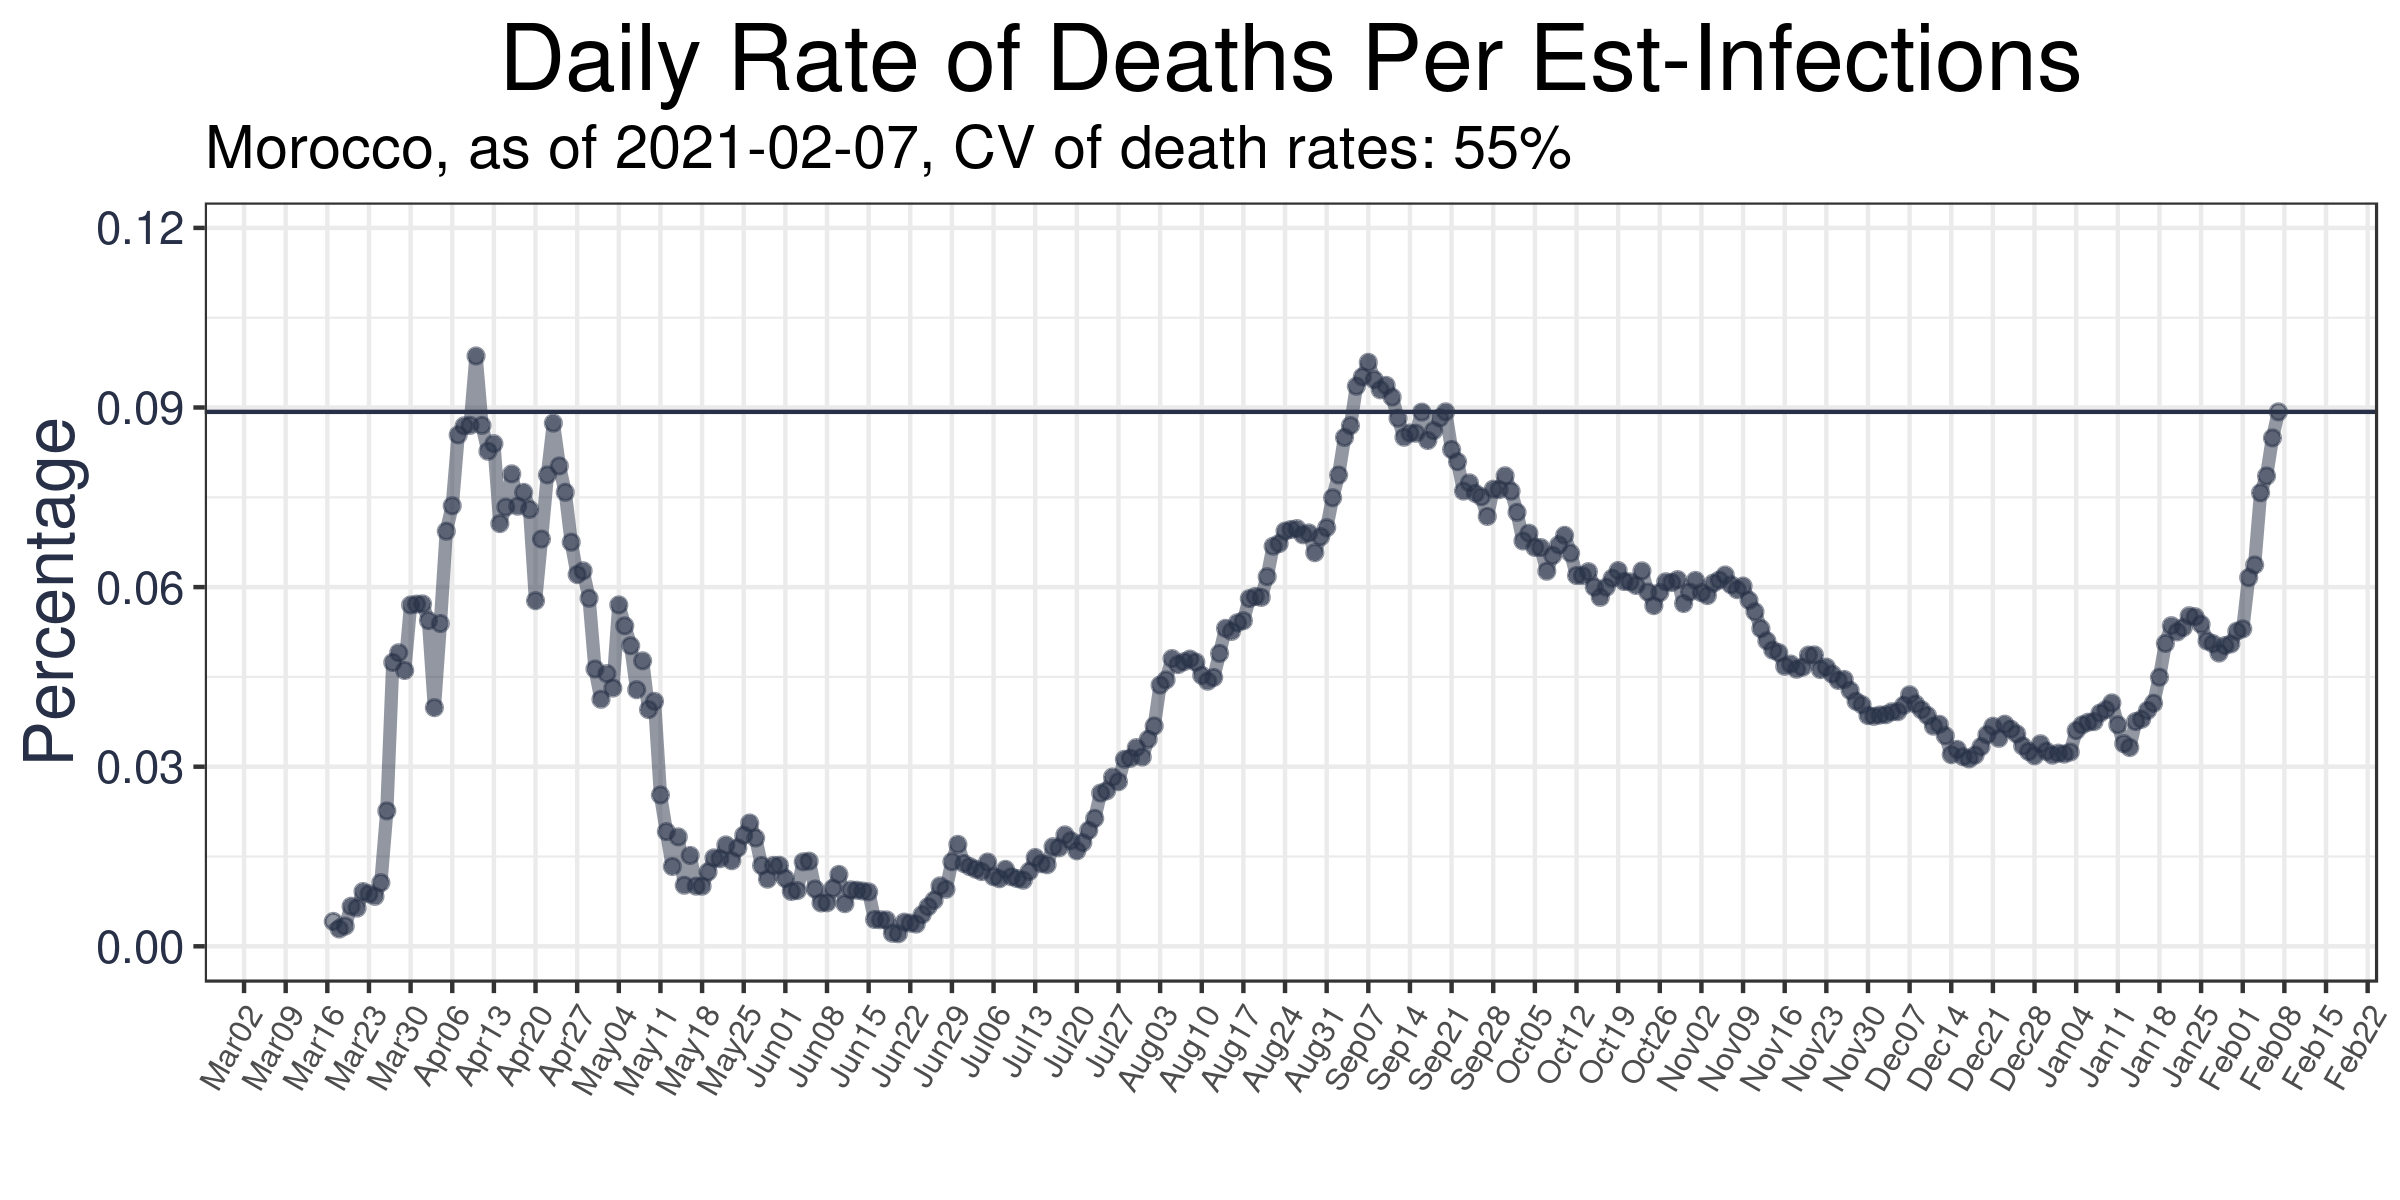 Daily Rate of Deaths Per Est-Infections
Morocco, as of 2021-02-07, CV of death rates: 55%
Percentage
0.12
0.09
0.06
0.03
0.00
Mar02 Mar09 Mar16 Mar23 Mar30 Apr06 Apr13 Apr20 Apr27 May04 May11 May18 May25 Jun01 Jun08 Jun15 Jun22 Jun29 Jul06 Jul13 Jul20 Jul27 Aug03 Aug10 Aug17 Aug24 Aug31 Sep07 Sep14 Sep21 Sep28 Oct05 Oct12 Oct19 Oct26 Nov02 Nov09 Nov16 Nov23 Nov30 Dec07 Dec14 Dec21 Dec28 Jan04 Jan11 Jan18 Jan25 Feb01 Feb08 Feb15 Feb22